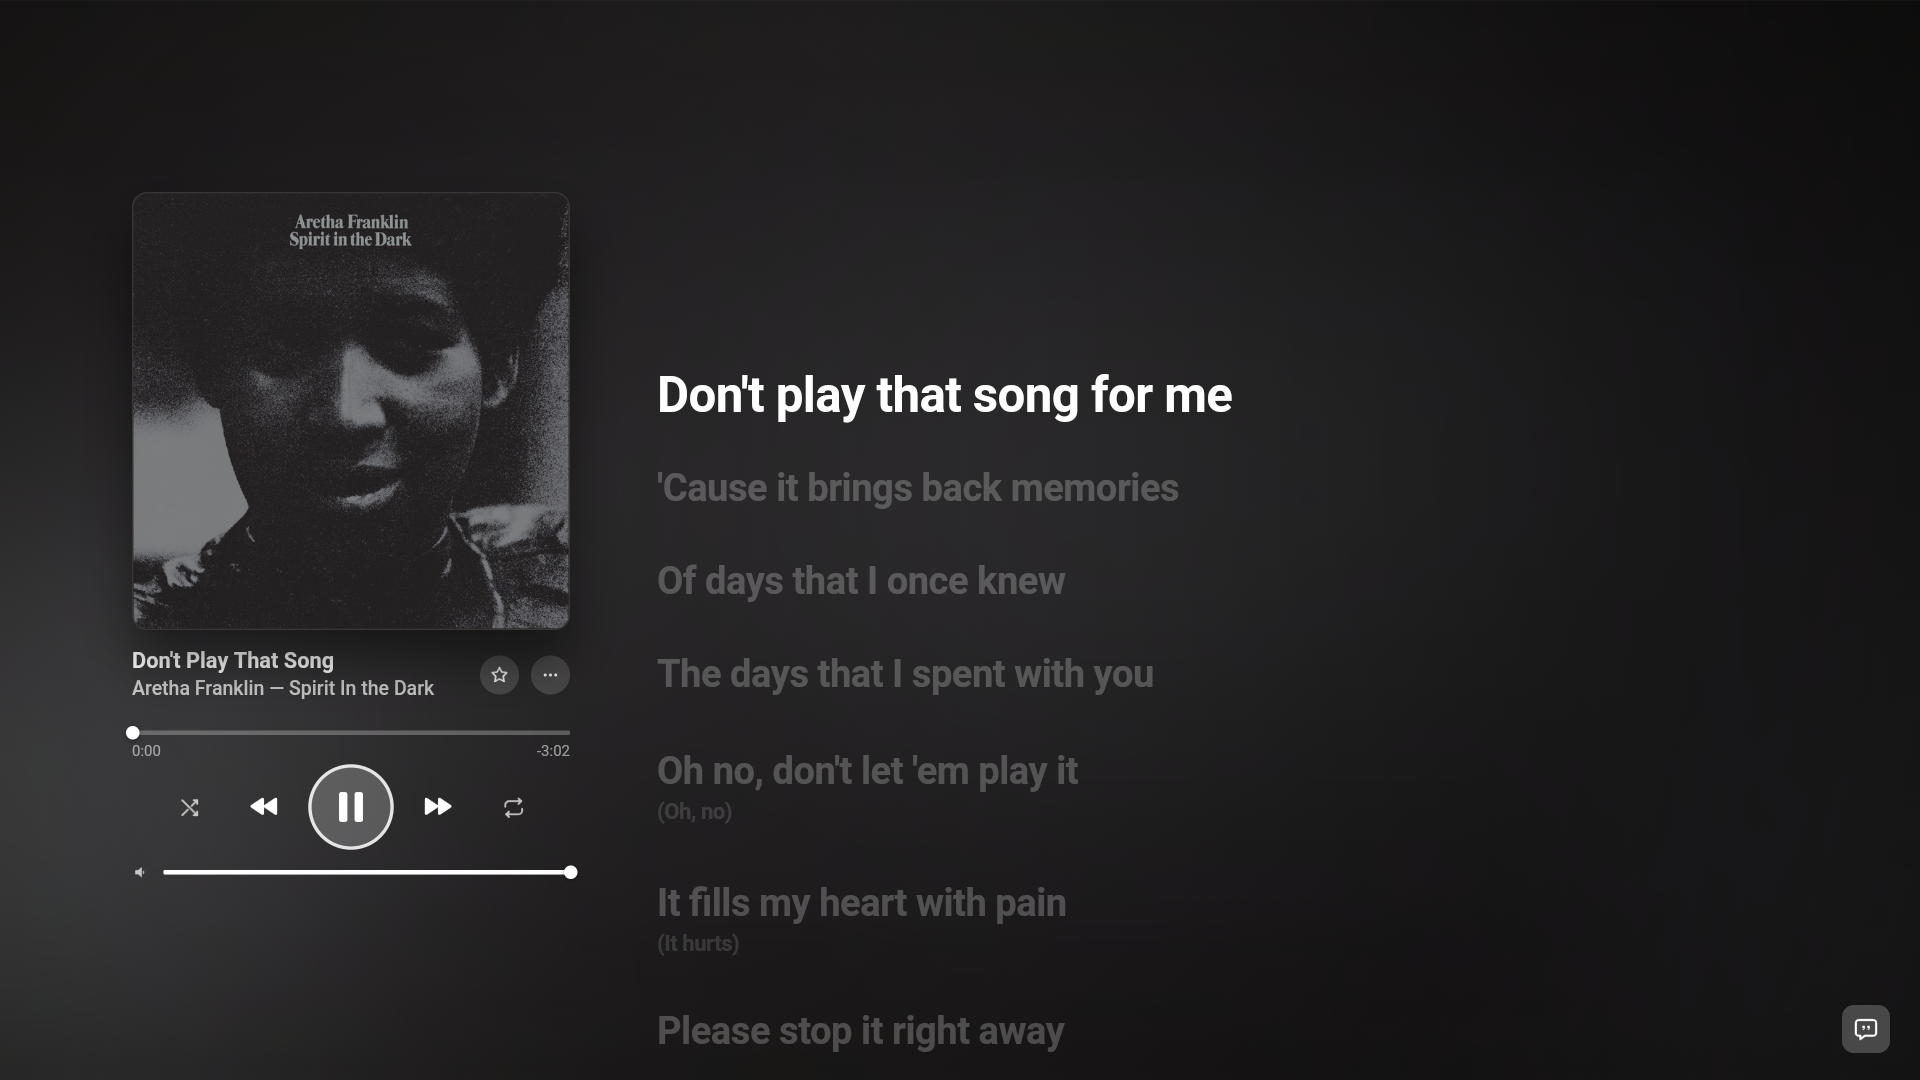 Aretha Franklin
Spirit in the Dark
Don't Play That Song
Aretha Franklin — Spirit In the Dark
0:00
-3:02
Don't play that song for me
'Cause it brings back memories
Of days that I once knew
The days that I spent with you
Oh no, don't let 'em play it
(Oh, no)
It fills my heart with pain
(It hurts)
Please stop it right away